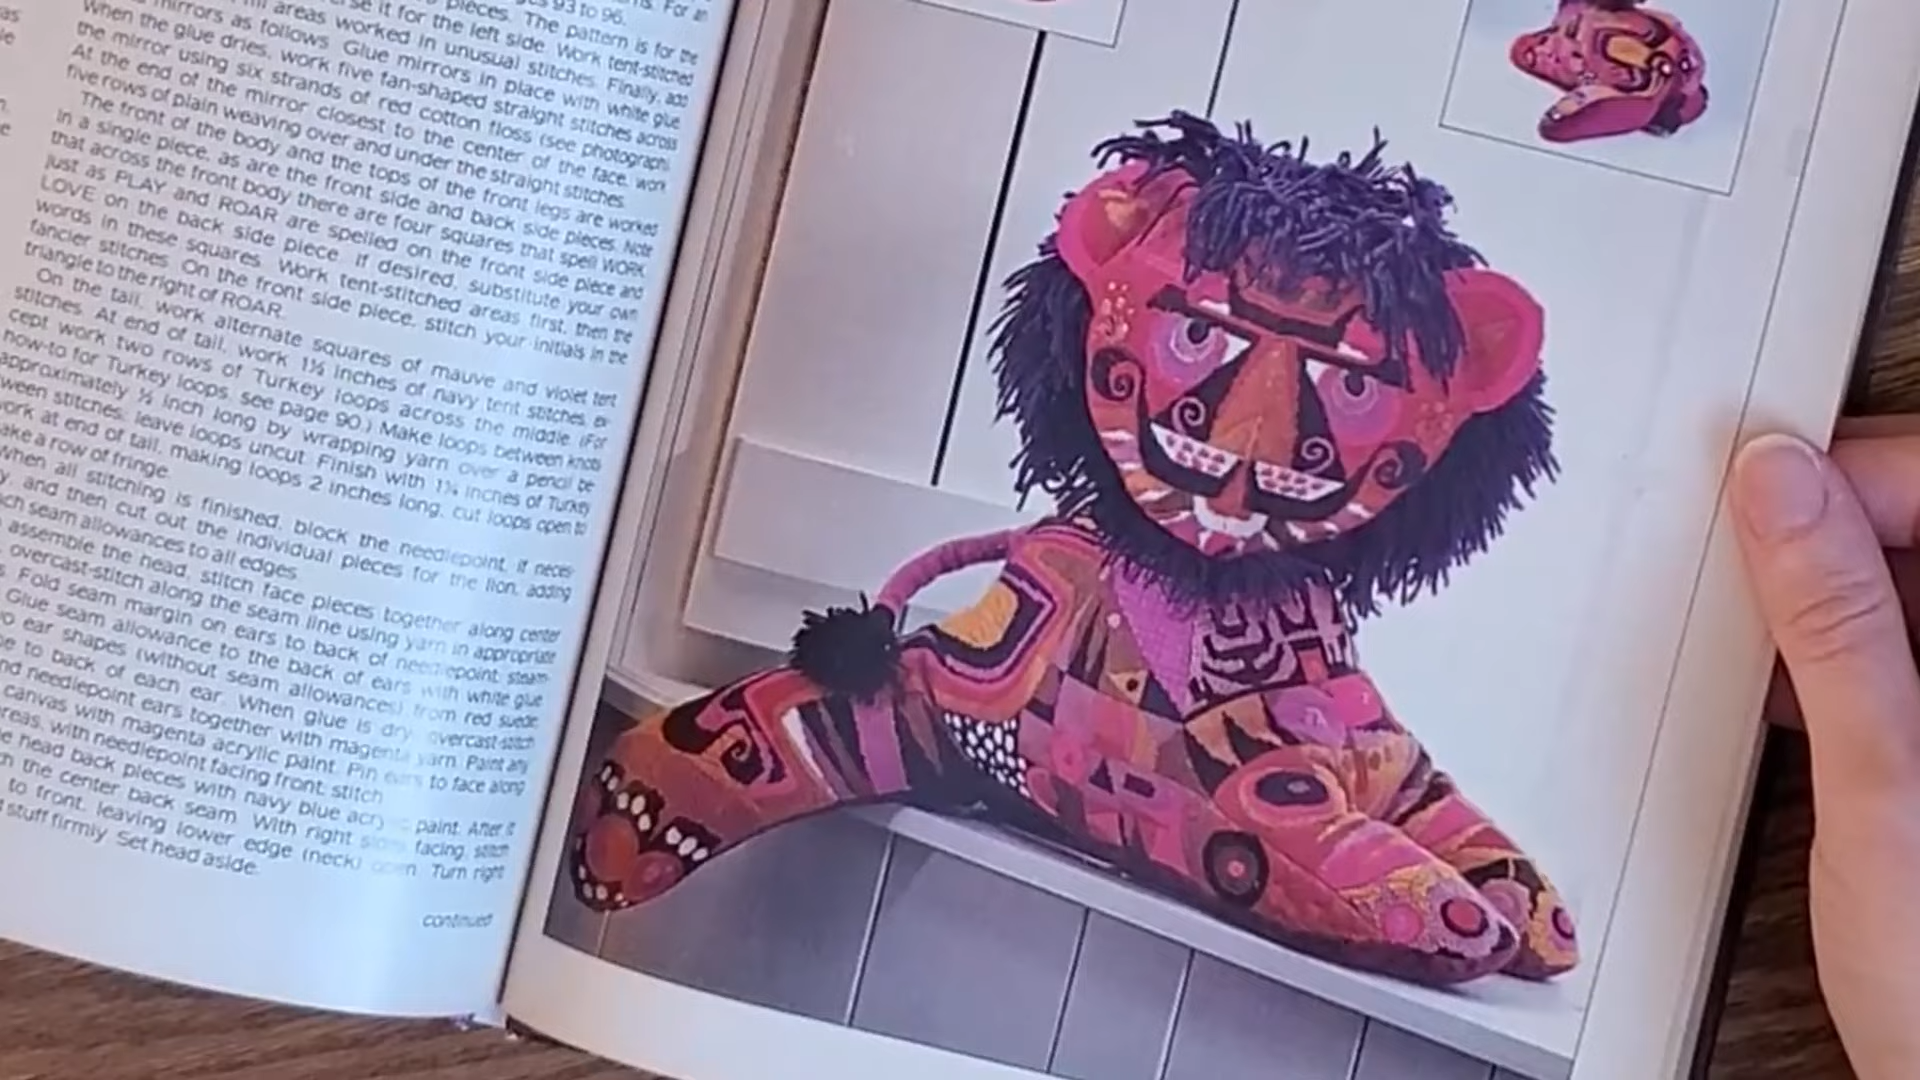 ms. For an
pieces. The pattern is for the
it for the left side. Work tent-stitched
areas worked in unusual stitches. Finally, add
mirrors as follows. Glue mirrors in place with white glue.
When the glue dries, work five fan-shaped straight stitches across
the mirror using six strands of red cotton floss (see photograph).
At the end of the mirror closest to the center of the face, work
five rows of plain weaving over and under the straight stitches.
The front of the body and the tops of the front legs are worked
in a single piece, as are the front side and back side pieces. Note
that across the front body there are four squares that spell WORK,
just as PLAY and ROAR are spelled on the front side piece and
LOVE on the back side piece. If desired, substitute your own
words in these squares. Work tent-stitched areas first, then the
fancier stitches. On the front side piece, stitch your initials in the
triangle to the right of ROAR.
On the tail, work alternate squares of mauve and violet tent
stitches. At end of tail, work 1½ inches of navy tent stitches, ex-
cept work two rows of Turkey loops across the middle. (For
how-to for Turkey loops, see page 90.) Make loops between knots
approximately ½ inch long by wrapping yarn over a pencil be-
ween stitches; leave loops uncut. Finish with 1¼ inches of Turkey
work at end of tail, making loops 2 inches long; cut loops open to
ake a row of fringe.
When all stitching is finished, block the needlepoint, if neces-
y, and then cut out the individual pieces for the lion, adding
ch seam allowances to all edges.
assemble the head, stitch face pieces together along center
overcast-stitch along the seam line using yarn in appropriate
Fold seam margin on ears to back of needlepoint; steam-
Glue seam allowance to the back of ears with white glue.
o ear shapes (without seam allowances) from red suede
e to back of each ear. When glue is dry, overcast-stitch
nd needlepoint ears together with magenta yarn. Paint any
canvas with magenta acrylic paint. Pin ears to face along
reas, with needlepoint facing front; stitch.
e head back pieces with navy blue acrylic paint. After it
h the center back seam. With right sides facing, stitch
to front, leaving lower edge (neck) open. Turn right
stuff firmly. Set head aside.
continued